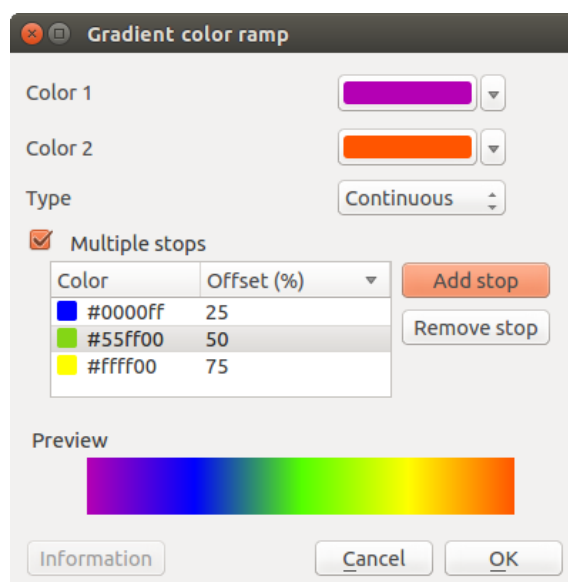 Gradient color ramp
Color 1
Color 2
Type Continuous
Multiple stops
Color Offset (%) Add stop
#0000ff 25
#55ff00 50 Remove stop
#ffff00 75
Preview
Information Cancel OK